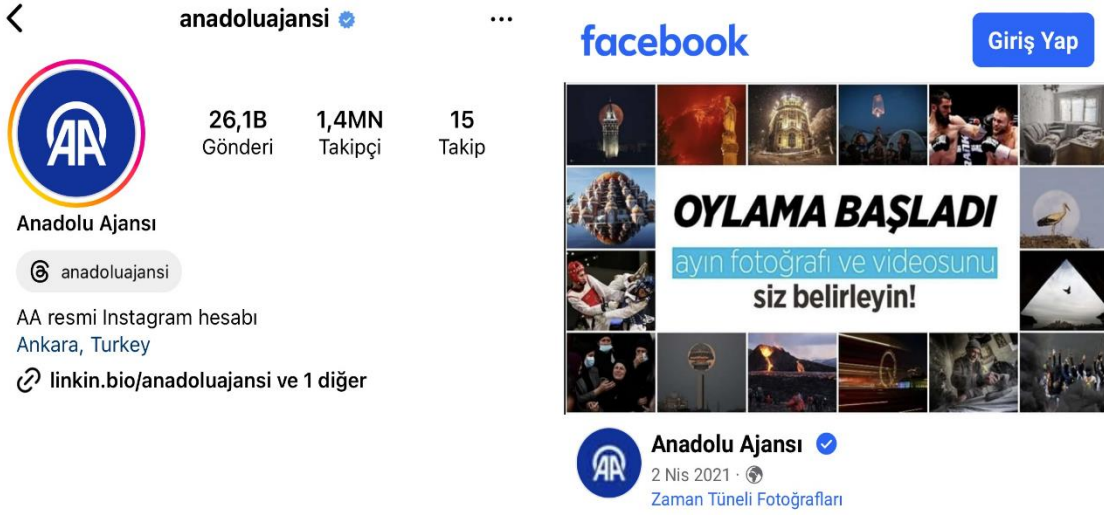 anadoluajansi
26,1B 1,4MN 15
Gönderi Takipçi Takip
AA
Anadolu Ajansı
anadoluajansi
AA resmi Instagram hesabı
Ankara, Turkey
linkin.bio/anadoluajansi ve 1 diğer
facebook
Giriş Yap
OYLAMA BAŞLADI
ayın fotoğrafı ve videosunu
siz belirleyin!
AA
Anadolu Ajansı
2 Nis 2021 ·
Zaman Tüneli Fotoğrafları